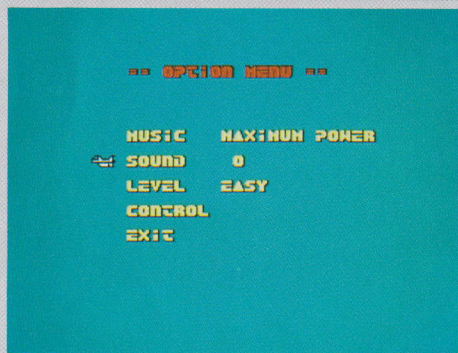 == OPTION MENU ==
MUSIC MAXIMUM POWER
SOUND 0
LEVEL EASY
CONTROL
EXIT